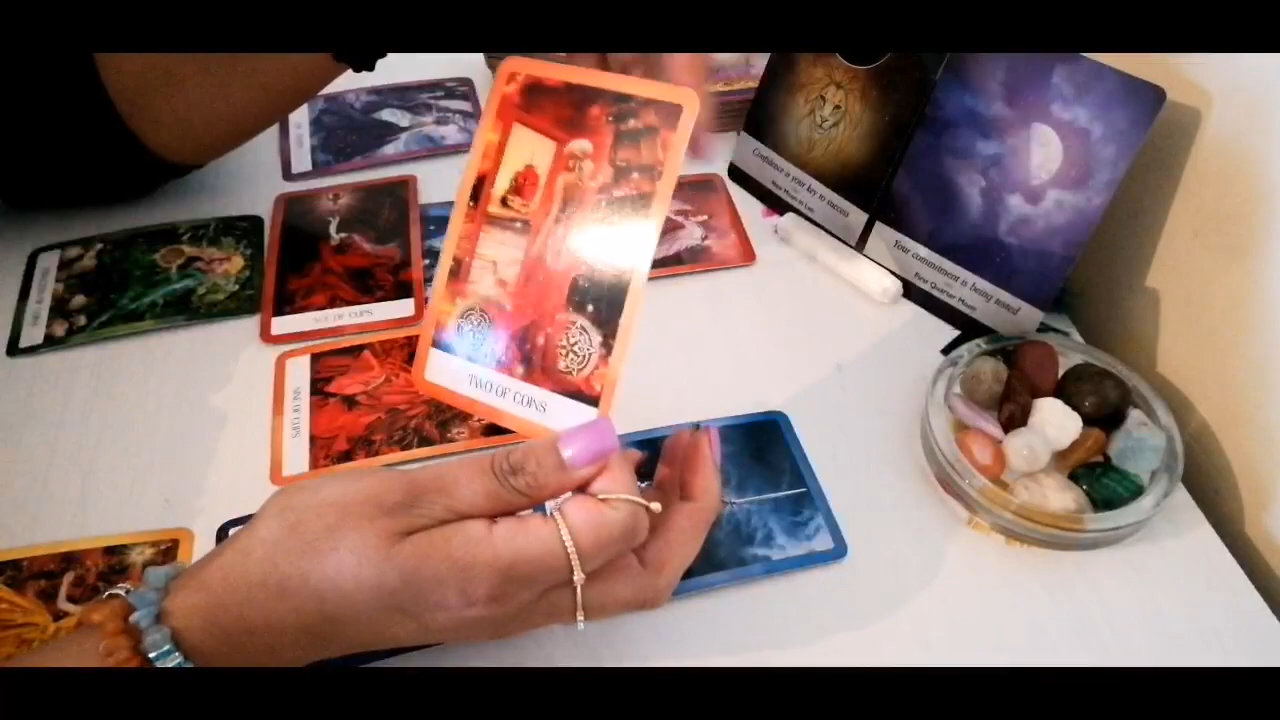 Confidence is your key to success
New Moon in Leo
Your commitment is being tested
First Quarter Moon
ACE OF CUPS
TWO OF COINS
NINE OF CUPS